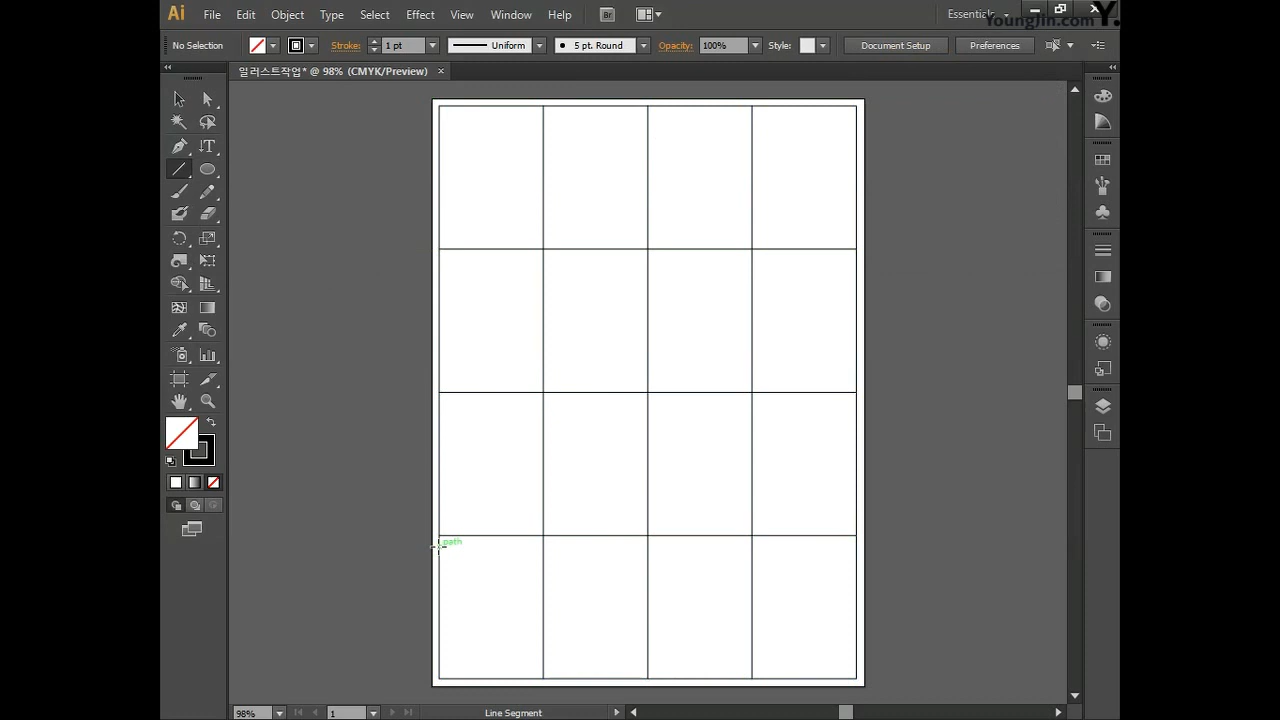 Ai File Edit Object Type Select Effect View Window Help Br Essentials
YoungJin.com Y.
No Selection Stroke: 1 pt Uniform 5 pt. Round Opacity: 100% Style: Document Setup Preferences
일러스트작업* @ 98% (CMYK/Preview)
path
98% 1 Line Segment